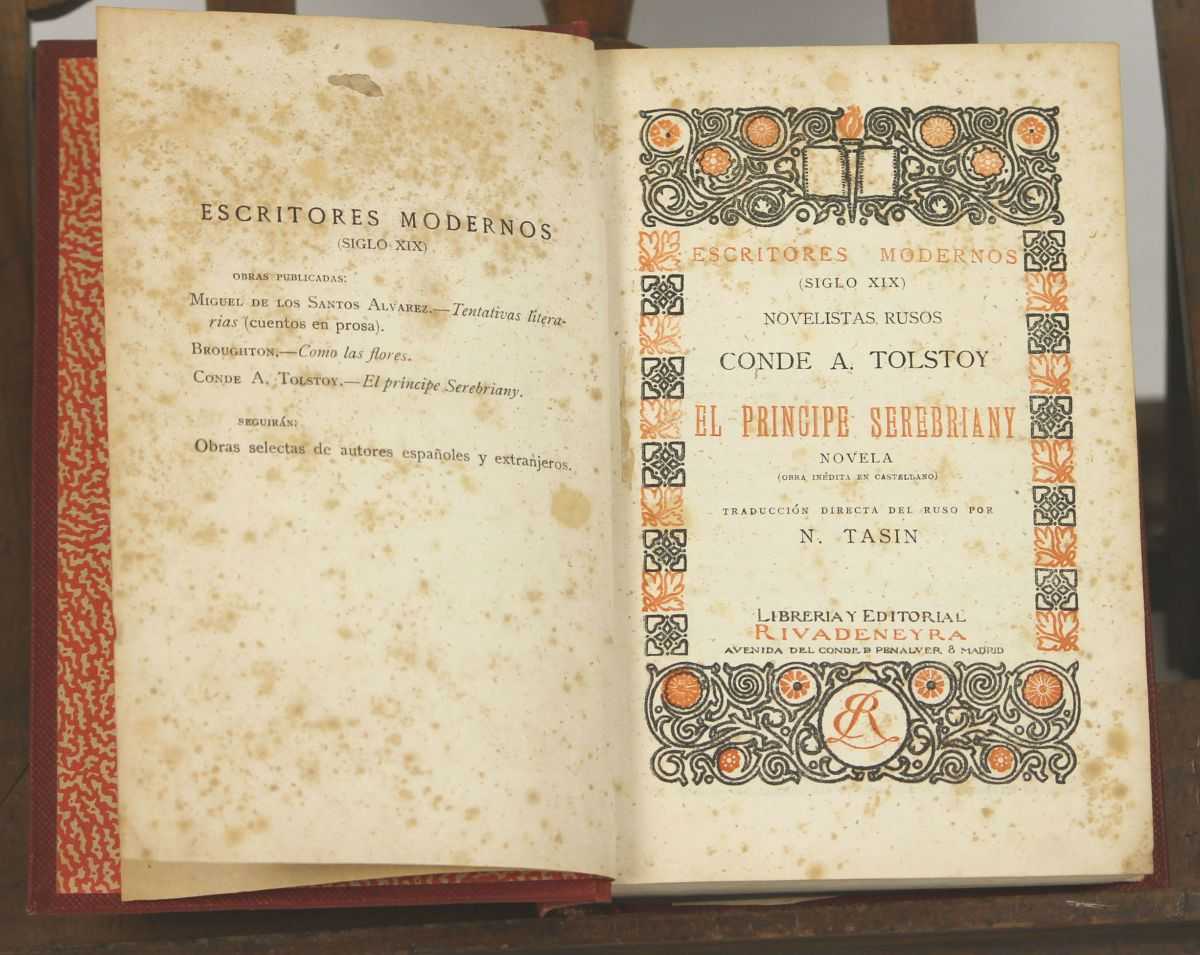 ESCRITORES MODERNOS
(SIGLO XIX)
OBRAS PUBLICADAS:
MIGUEL DE LOS SANTOS ALVAREZ.—Tentativas litera-
rias (cuentos en prosa).
BROUGHTON.—Como las flores.
CONDE A. TOLSTOY.—El príncipe Serebriany.
SEGUIRÁN:
Obras selectas de autores españoles y extranjeros.
ESCRITORES MODERNOS
(SIGLO XIX)
NOVELISTAS RUSOS
CONDE A. TOLSTOY
EL PRINCIPE SEREBRIANY
NOVELA
(OBRA INÉDITA EN CASTELLANO)
TRADUCCIÓN DIRECTA DEL RUSO POR
N. TASIN
LIBRERIA Y EDITORIAL
RIVADENEYRA
AVENIDA DEL CONDE D PEÑALVER 8 MADRID
R